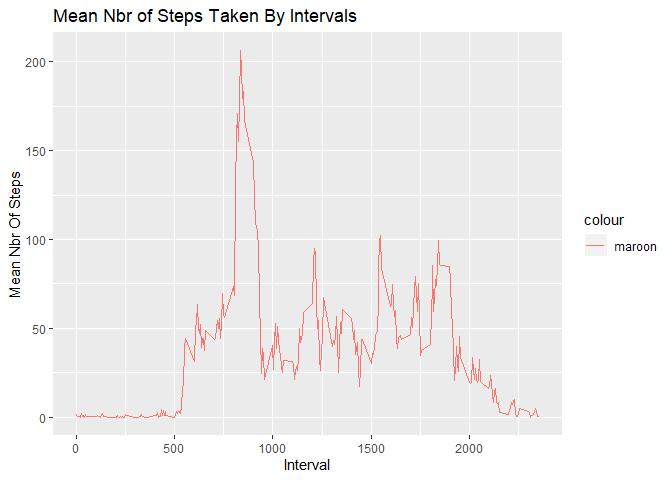 Mean Nbr of Steps Taken By Intervals
Mean Nbr Of Steps
200
150
100
50
0
0 500 1000 1500 2000
Interval
colour
maroon